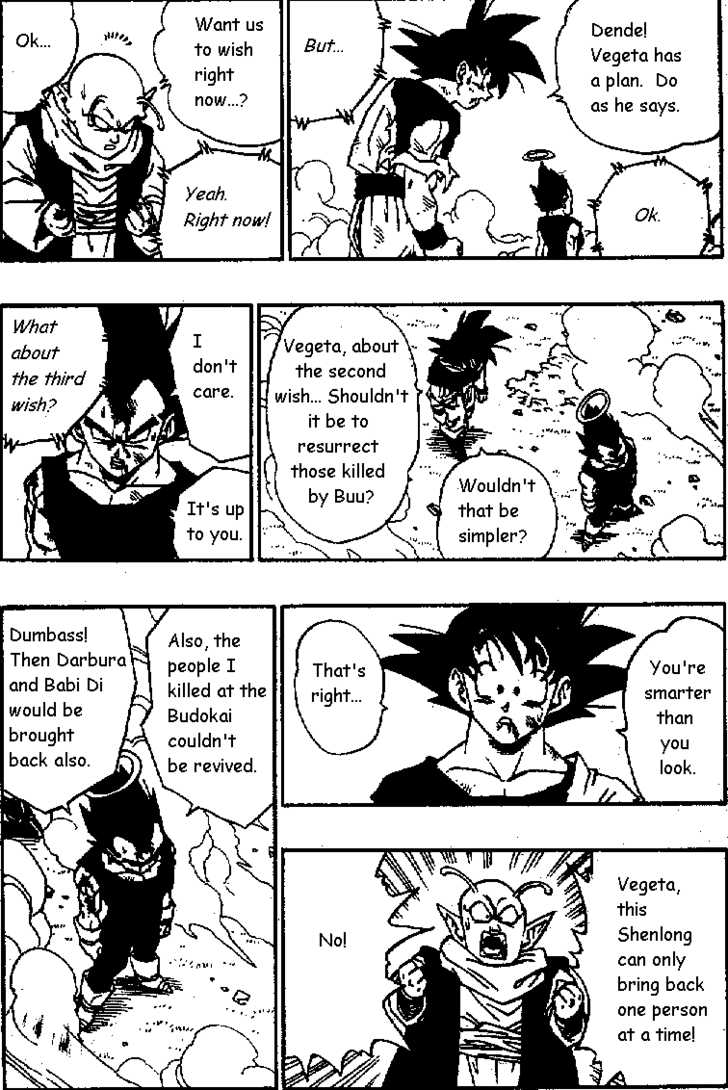 Ok...
Want us
to wish
right
now...?
Yeah.
Right now!
But...
Dende!
Vegeta has
a plan. Do
as he says.
Ok.
What
about
the third
wish?
I
don't
care.
It's up
to you.
Vegeta, about
the second
wish... Shouldn't
it be to
resurrect
those killed
by Buu?
Wouldn't
that be
simpler?
Dumbass!
Then Darbura
and Babi Di
would be
brought
back also.
Also, the
people I
killed at the
Budokai
couldn't
be revived.
That's
right...
You're
smarter
than
you
look.
No!
Vegeta,
this
Shenlong
can only
bring back
one person
at a time!